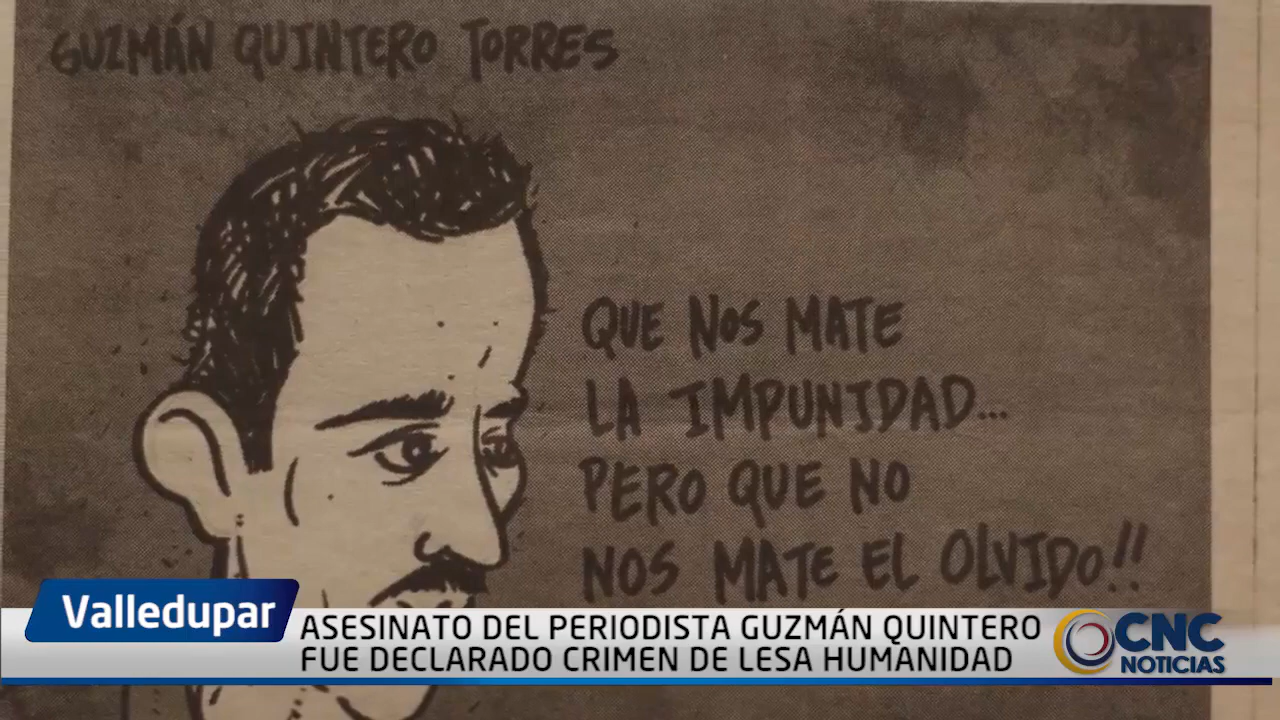 GUZMÁN QUINTERO TORRES
QUE NOS MATE
LA IMPUNIDAD...
PERO QUE NO
NOS MATE EL OLVIDO!!
Valledupar
ASESINATO DEL PERIODISTA GUZMÁN QUINTERO
FUE DECLARADO CRIMEN DE LESA HUMANIDAD
CNC
NOTICIAS